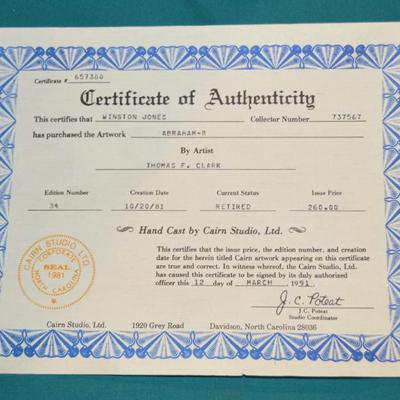 Certificate # 657380
Certificate of Authenticity
This certifies that WINSTON JONES Collector Number 737567
has purchased the Artwork ABRAHAM-R
By Artist
THOMAS F. CLARK
Edition Number Creation Date Current Status Issue Price
34 10/20/81 RETIRED 260.00
Hand Cast by Cairn Studio, Ltd.
This certifies that the issue price, the edition number, and creation
date for the herein titled Cairn artwork appearing on this certificate
are true and correct. In witness whereof, the Cairn Studio, Ltd.
has caused this certificate to be signed by its duly authorized
officer this 12 day of MARCH, 1991
CAIRN STUDIO LTD.
CORPORATE
SEAL
1981
NORTH CAROLINA
J. C. Poteat
J.C. Poteat
Studio Coordinator
Cairn Studio, Ltd. 1920 Grey Road Davidson, North Carolina 28036